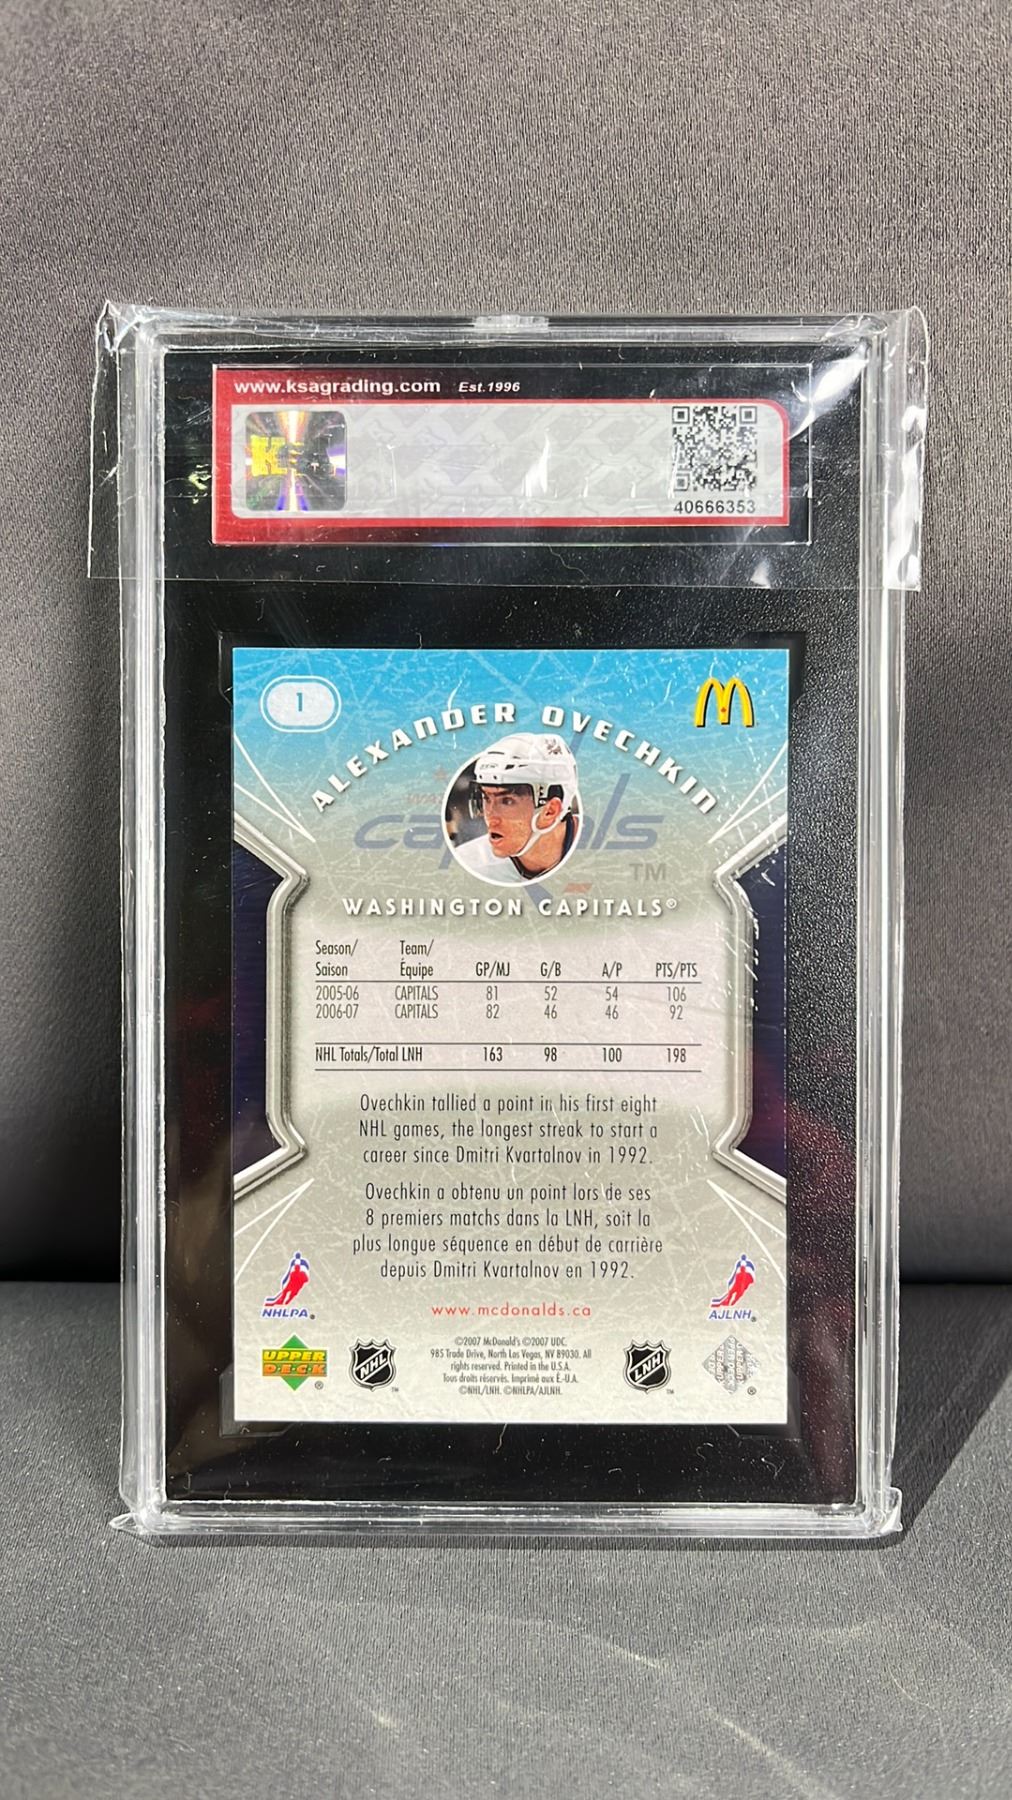 www.ksagrading.com Est.1996
K
40666353
1
M
ALEXANDER OVECHKIN
capitals
TM
WASHINGTON CAPITALS®
Season/ Team/
Saison Équipe GP/MJ G/B A/P PTS/PTS
2005-06 CAPITALS 81 52 54 106
2006-07 CAPITALS 82 46 46 92
NHL Totals/Total LNH 163 98 100 198
Ovechkin tallied a point in his first eight
NHL games, the longest streak to start a
career since Dmitri Kvartalnov in 1992.
Ovechkin a obtenu un point lors de ses
8 premiers matchs dans la LNH, soit la
plus longue séquence en début de carrière
depuis Dmitri Kvartalnov en 1992.
NHLPA®
AJLNH®
www.mcdonalds.ca
UPPER
DECK®
NHL™
©2007 McDonald's ©2007 UDC.
985 Trade Drive, North Las Vegas, NV 89030. All
rights reserved. Printed in the U.S.A.
Tous droits réservés. Imprimé aux É.-U.A.
©NHL/LNH. ©NHLPA/AJLNH.
LNH™
®